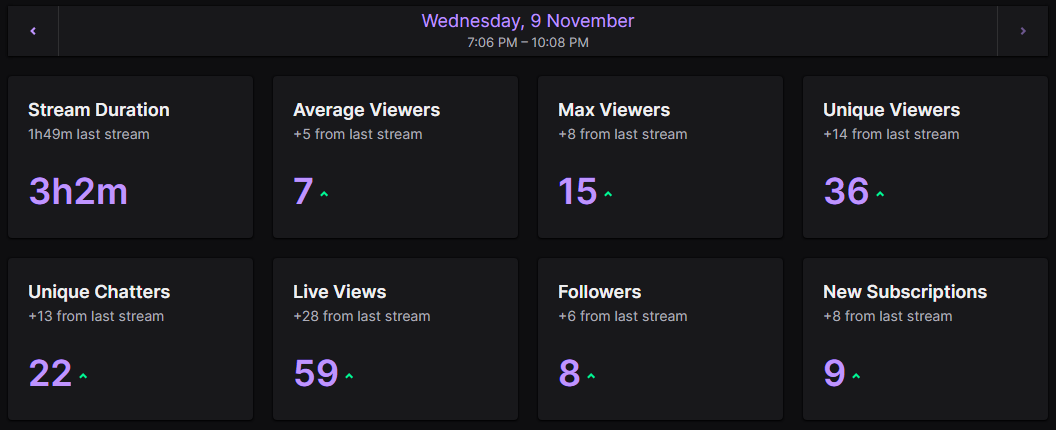 Wednesday, 9 November
7:06 PM – 10:08 PM
Stream Duration
1h49m last stream
3h2m
Average Viewers
+5 from last stream
7
Max Viewers
+8 from last stream
15
Unique Viewers
+14 from last stream
36
Unique Chatters
+13 from last stream
22
Live Views
+28 from last stream
59
Followers
+6 from last stream
8
New Subscriptions
+8 from last stream
9